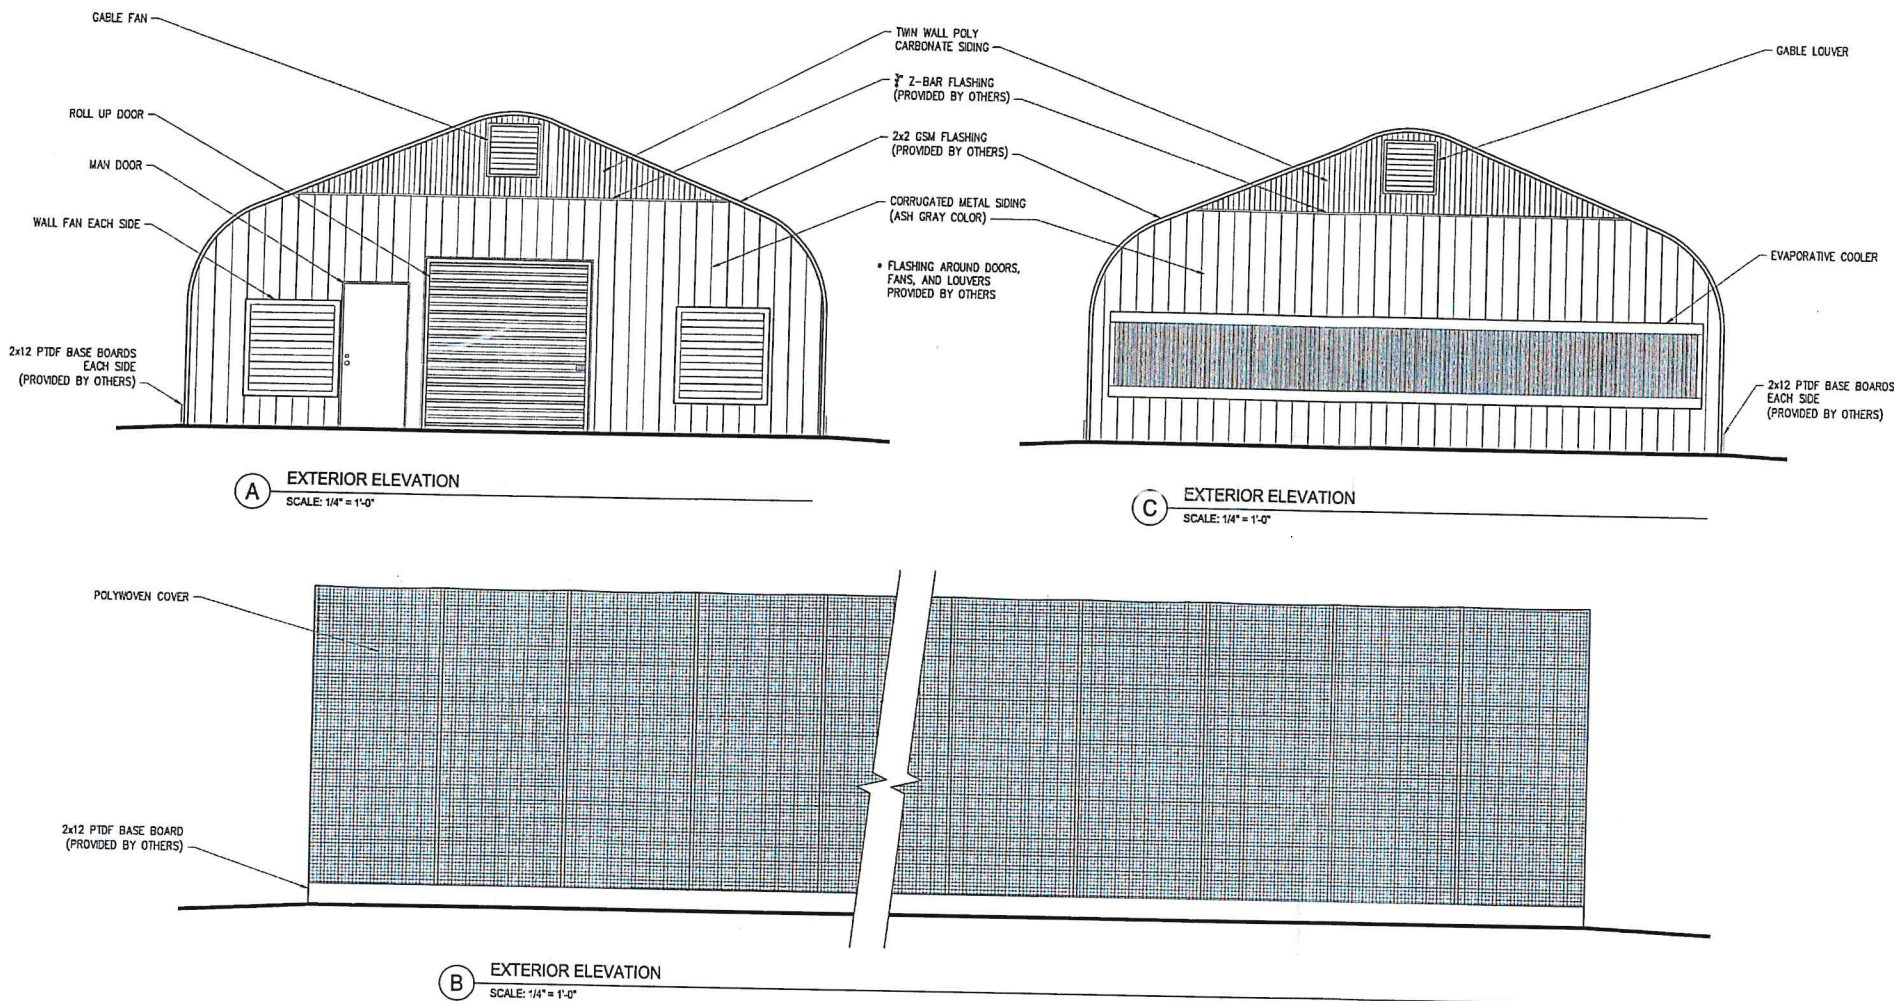 GABLE FAN
ROLL UP DOOR
MAN DOOR
WALL FAN EACH SIDE
2x12 PTDF BASE BOARDS
EACH SIDE
(PROVIDED BY OTHERS)
TWIN WALL POLY
CARBONATE SIDING
Z-BAR FLASHING
(PROVIDED BY OTHERS)
2x2 GSM FLASHING
(PROVIDED BY OTHERS)
CORRUGATED METAL SIDING
(ASH GRAY COLOR)
* FLASHING AROUND DOORS,
FANS, AND LOUVERS
PROVIDED BY OTHERS
GABLE LOUVER
EVAPORATIVE COOLER
2x12 PTDF BASE BOARDS
EACH SIDE
(PROVIDED BY OTHERS)
A
EXTERIOR ELEVATION
SCALE: 1/4" = 1'-0"
C
EXTERIOR ELEVATION
SCALE: 1/4" = 1'-0"
POLYWOVEN COVER
2x12 PTDF BASE BOARD
(PROVIDED BY OTHERS)
B
EXTERIOR ELEVATION
SCALE: 1/4" = 1'-0"